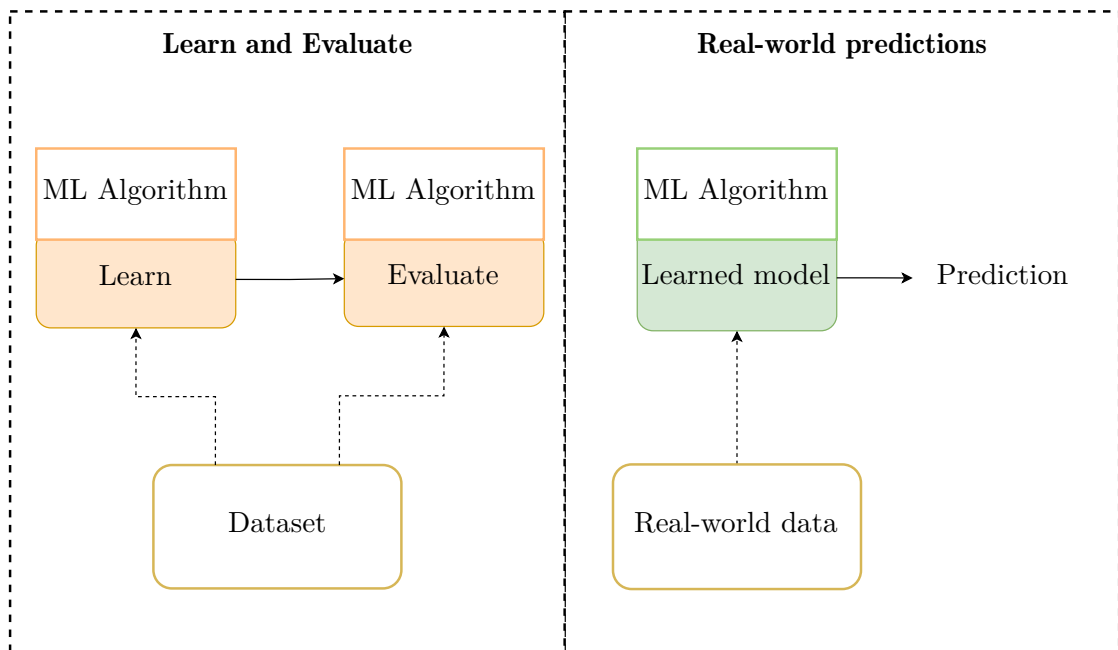 Learn and Evaluate
Real-world predictions
ML Algorithm
Learn
ML Algorithm
Evaluate
Dataset
ML Algorithm
Learned model
Prediction
Real-world data